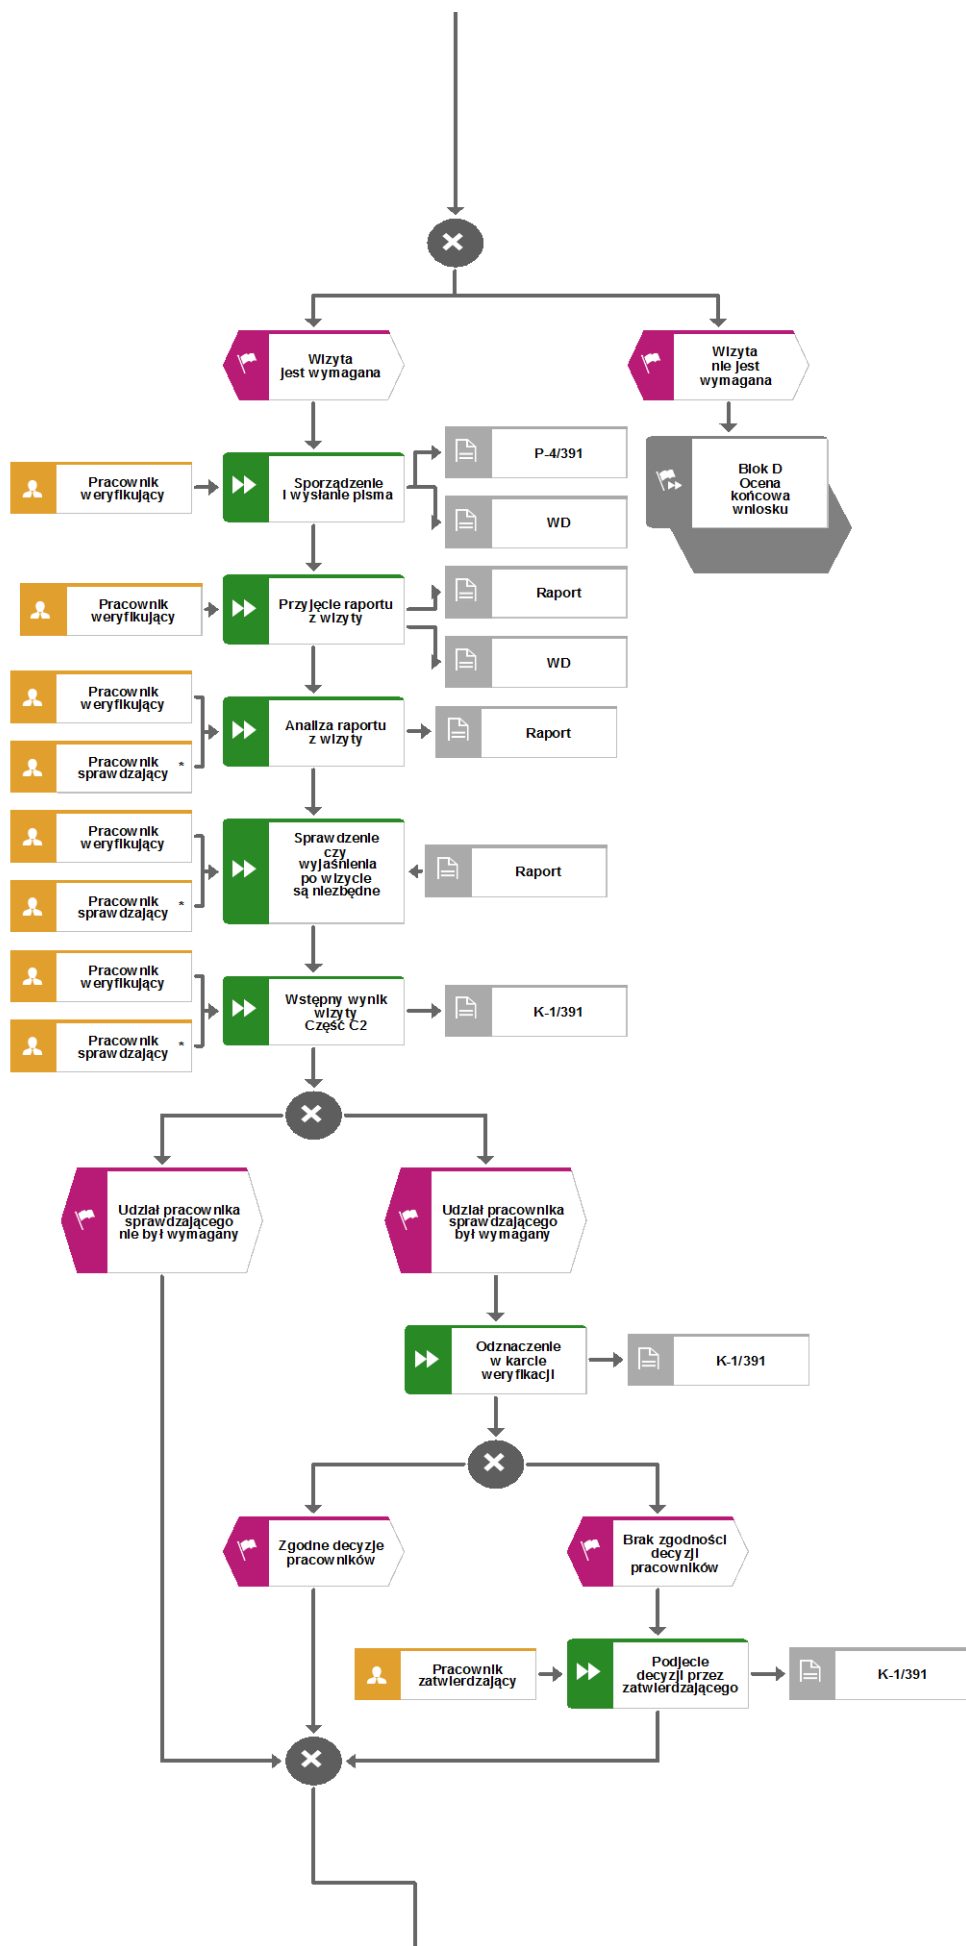 Wizyta
jest wymagana
Wizyta
nie jest
wymagana
Pracownik
weryfikujący
Sporządzenie
i wysłanie pisma
P-4/391
WD
Blok D
Ocena
końcowa
wniosku
Pracownik
weryfikujący
Przyjęcie raportu
z wizyty
Raport
WD
Pracownik
weryfikujący
Pracownik
sprawdzający *
Analiza raportu
z wizyty
Raport
Pracownik
weryfikujący
Pracownik
sprawdzający *
Sprawdzenie
czy
wyjaśnienia
po wizycie
są niezbędne
Raport
Pracownik
weryfikujący
Pracownik
sprawdzający *
Wstępny wynik
wizyty
Część C2
K-1/391
Udział pracownika
sprawdzającego
nie był wymagany
Udział pracownika
sprawdzającego
był wymagany
Odznaczenie
w karcie
weryfikacji
K-1/391
Zgodne decyzje
pracowników
Brak zgodności
decyzji
pracowników
Pracownik
zatwierdzający
Podjecie
decyzji przez
zatwierdzającego
K-1/391